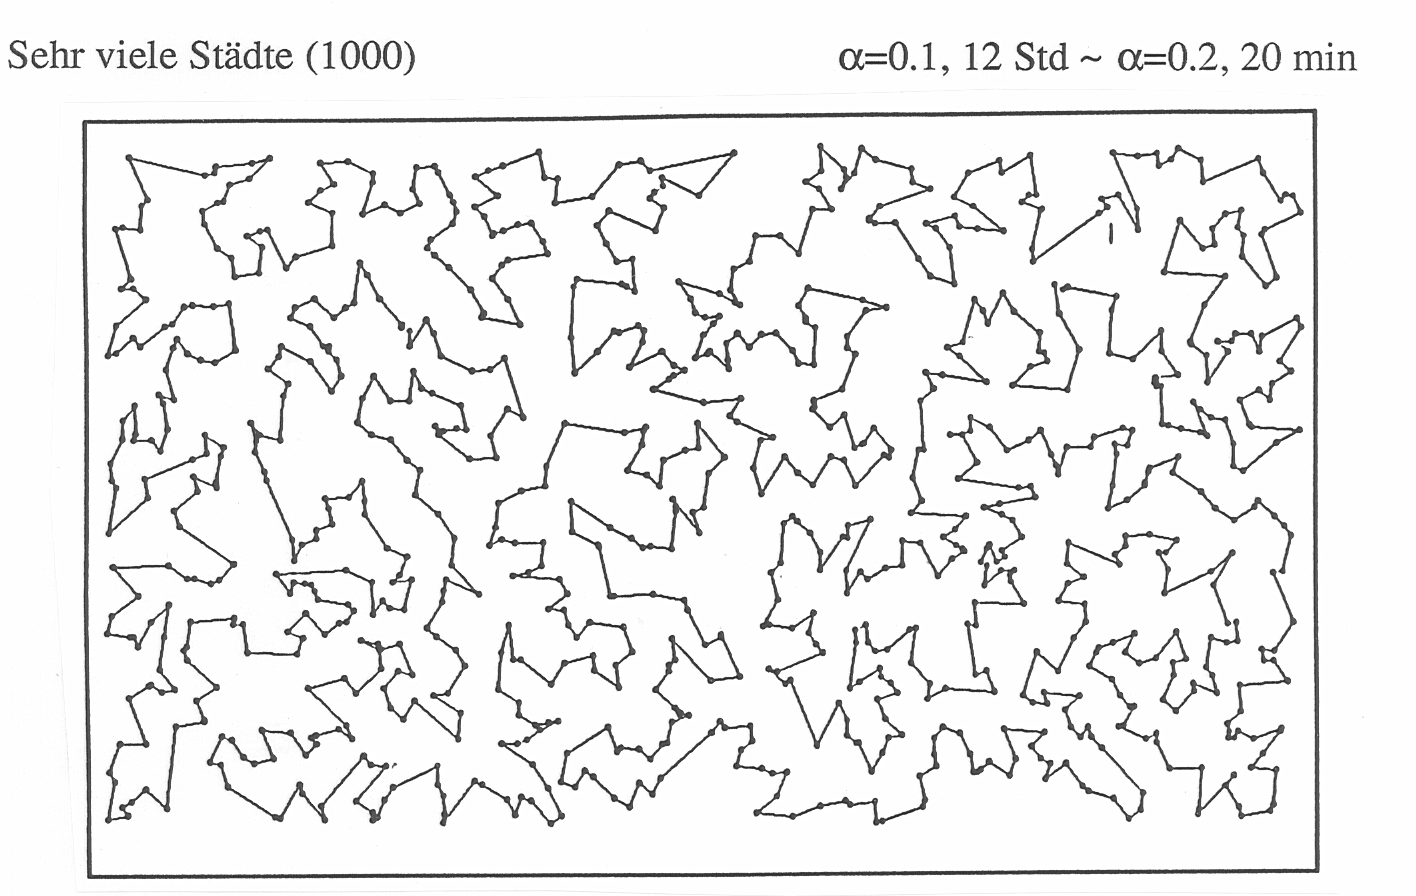 Sehr viele Städte (1000)
α=0.1, 12 Std ~ α=0.2, 20 min